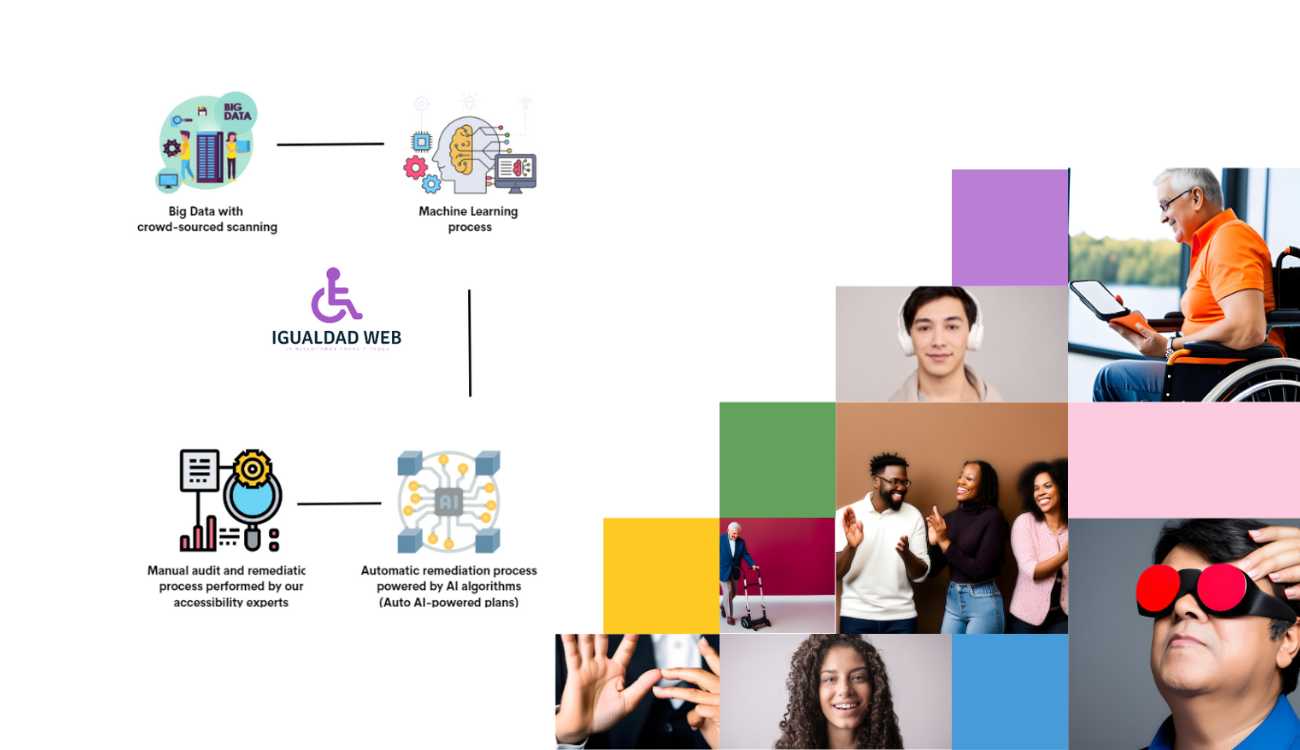 BIG
DATA
Big Data with
crowd-sourced scanning
Machine Learning
process
IGUALDAD WEB
Manual audit and remediatic
process performed by our
accessibility experts
AI
Automatic remediation process
powered by AI algorithms
(Auto AI-powered plans)